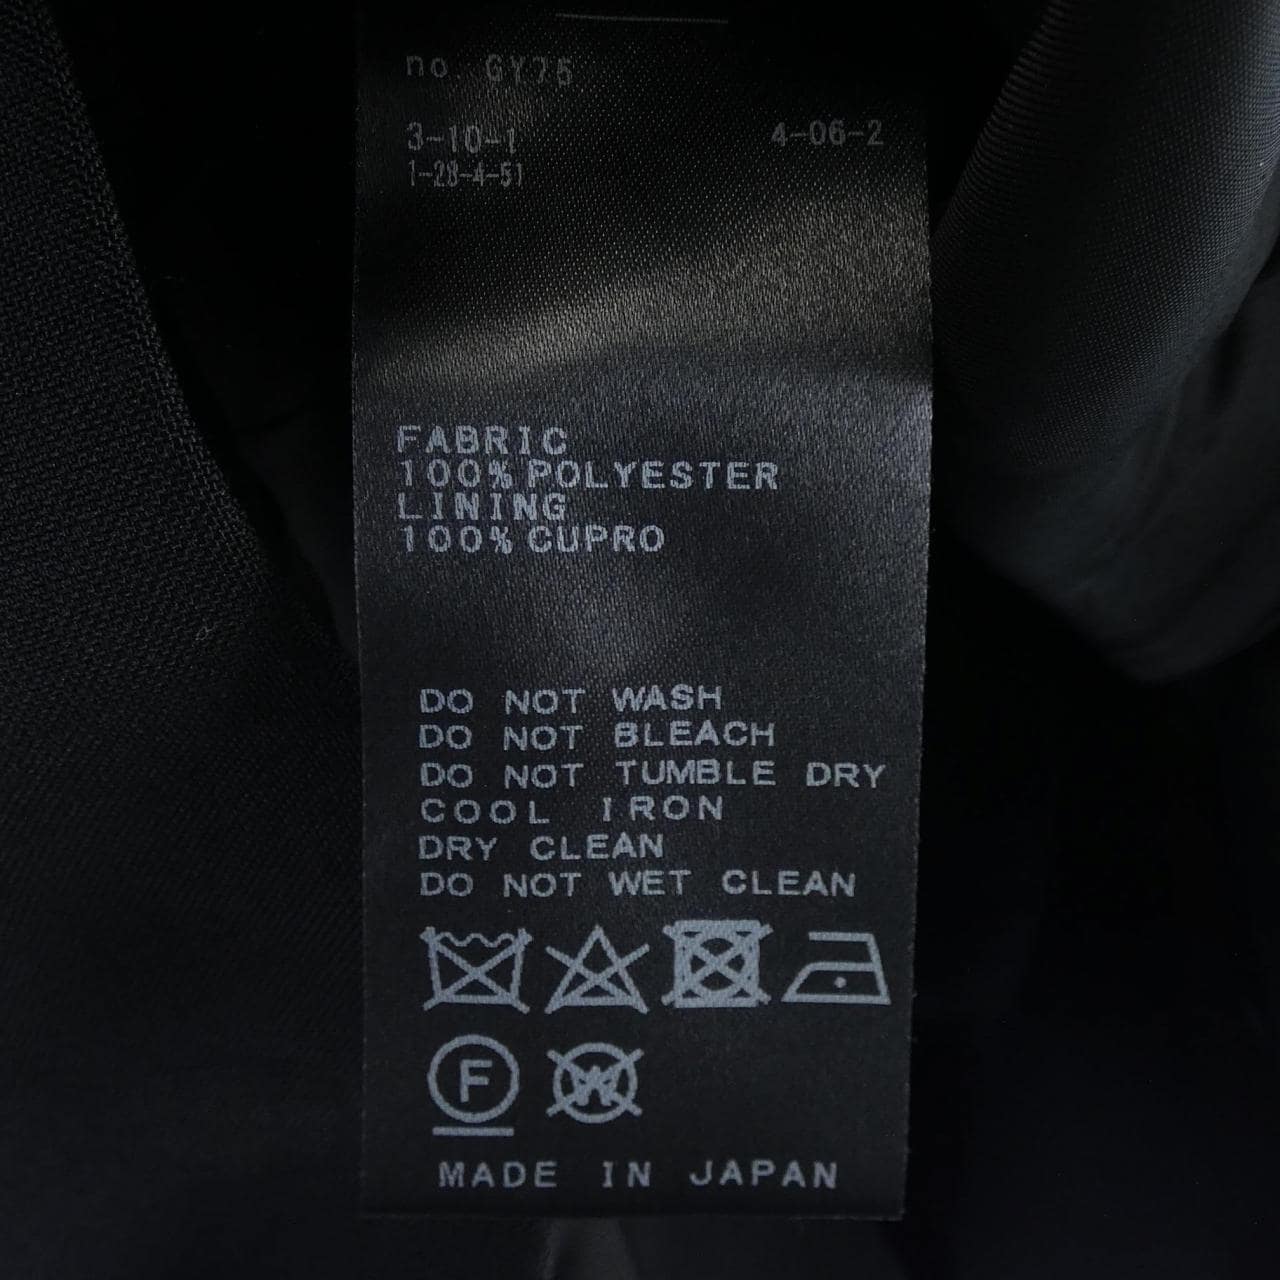 no. GY75
3-10-1 4-06-2
1-28-4-51
FABRIC
100% POLYESTER
LINING
100% CUPRO
DO NOT WASH
DO NOT BLEACH
DO NOT TUMBLE DRY
COOL IRON
DRY CLEAN
DO NOT WET CLEAN
F W
MADE IN JAPAN